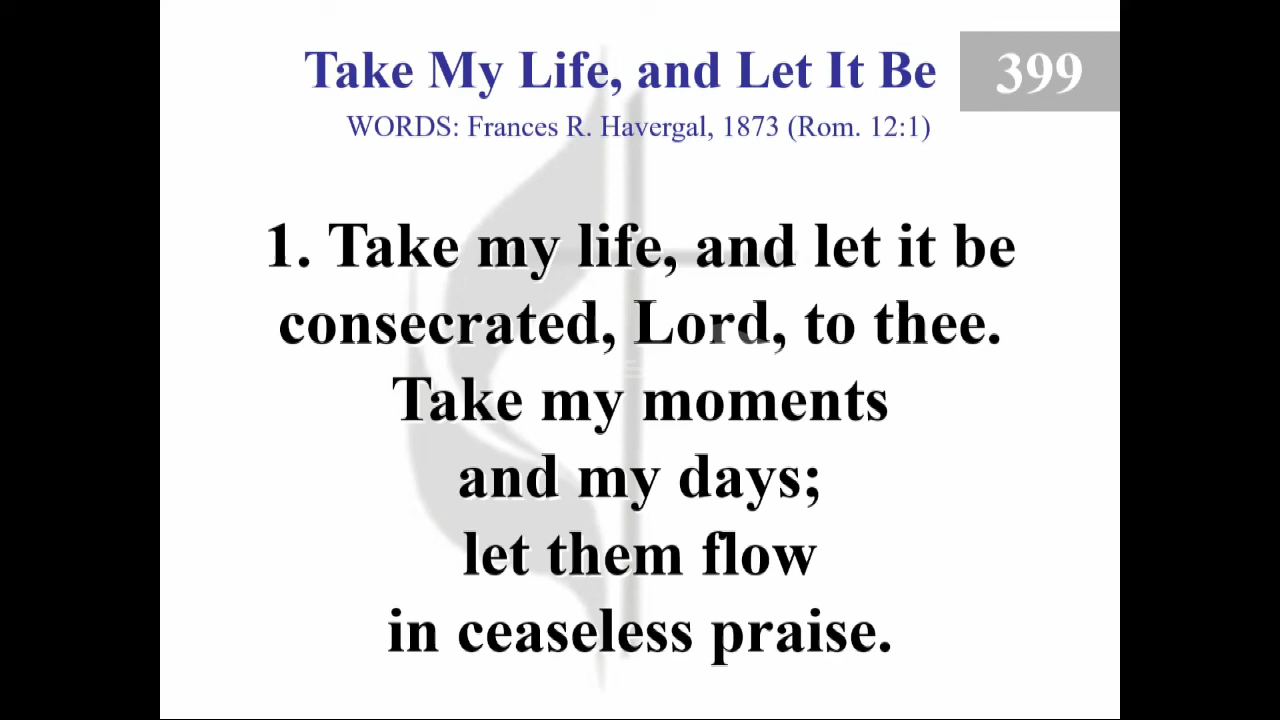 Take My Life, and Let It Be
399
WORDS: Frances R. Havergal, 1873 (Rom. 12:1)
1. Take my life, and let it be
consecrated, Lord, to thee.
Take my moments
and my days;
let them flow
in ceaseless praise.